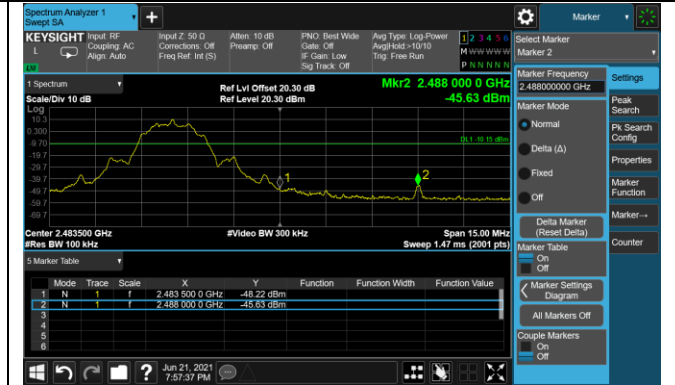 Spectrum Analyzer 1
Swept SA
Marker
KEYSIGHT
L
Input: RF
Coupling: AC
Align: Auto
Input Z: 50 Ω
Corrections: Off
Freq Ref: Int (S)
Atten: 10 dB
Preamp: Off
PNO: Best Wide
Gate: Off
IF Gain: Low
Sig Track: Off
Avg Type: Log-Power
Avg|Hold:>10/10
Trig: Free Run
1 2 3 4 5 6
M W W W W W
P N N N N N
Select Marker
Marker 2
1 Spectrum
Scale/Div 10 dB
Log
Ref Lvl Offset 20.30 dB
Ref Level 20.30 dBm
Mkr2 2.488 000 0 GHz
-45.63 dBm
10.3
0.300
-9.70
-19.7
-29.7
-39.7
-49.7
-59.7
-69.7
DL1 -10.15 dBm
1
2
Center 2.483500 GHz
#Res BW 100 kHz
#Video BW 300 kHz
Span 15.00 MHz
Sweep 1.47 ms (2001 pts)
5 Marker Table
Mode Trace Scale X Y Function Function Width Function Value
1 N 1 f 2.483 500 0 GHz -48.22 dBm
2 N 1 f 2.488 000 0 GHz -45.63 dBm
3
4
5
6
Marker Frequency
2.488000000 GHz
Marker Mode
Normal
Delta (Δ)
Fixed
Off
Delta Marker
(Reset Delta)
Marker Table
On
Off
Marker Settings
Diagram
All Markers Off
Couple Markers
On
Off
Settings
Peak
Search
Pk Search
Config
Properties
Marker
Function
Marker→
Counter
?
Jun 21, 2021
7:57:37 PM